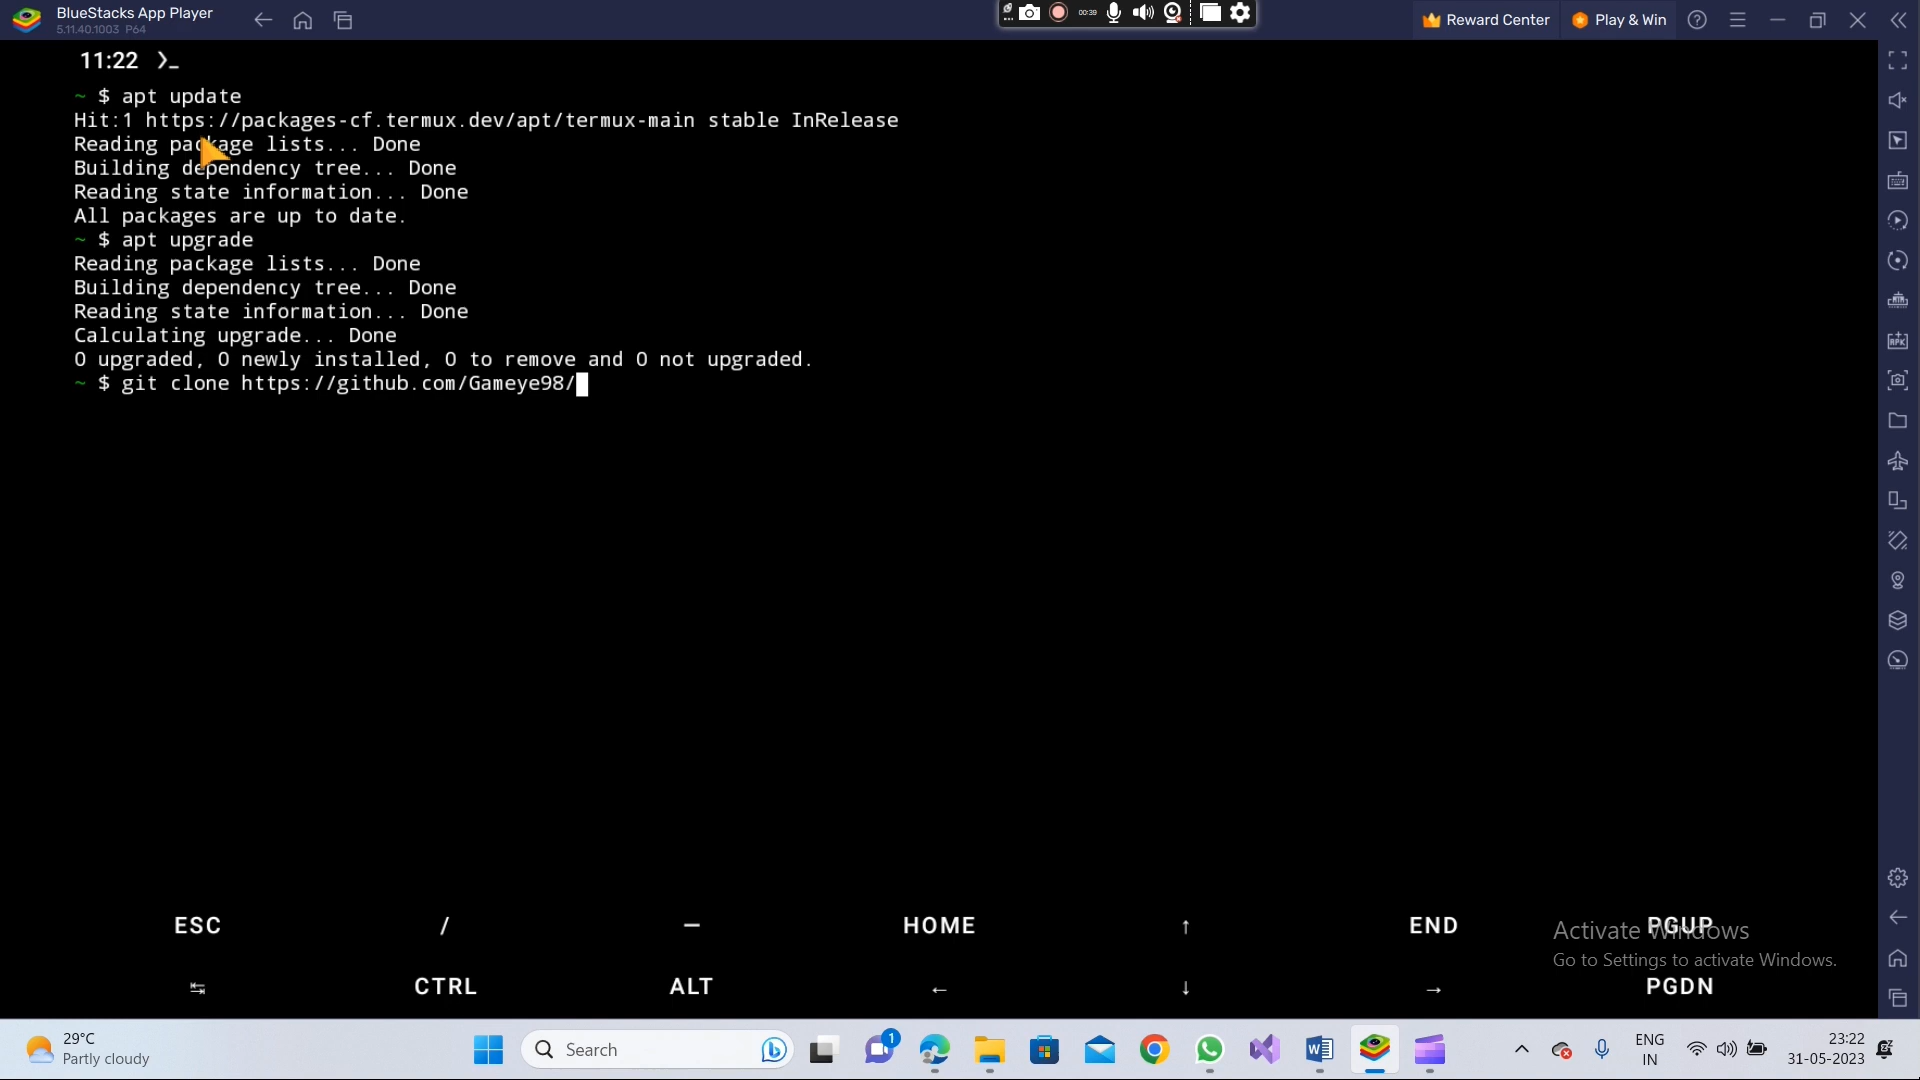 BlueStacks App Player
5.11.40.1003 P64
00:39
Reward Center
Play & Win
11:22 ❯_
~ $ apt update
Hit:1 https://packages-cf.termux.dev/apt/termux-main stable InRelease
Reading package lists... Done
Building dependency tree... Done
Reading state information... Done
All packages are up to date.
~ $ apt upgrade
Reading package lists... Done
Building dependency tree... Done
Reading state information... Done
Calculating upgrade... Done
0 upgraded, 0 newly installed, 0 to remove and 0 not upgraded.
~ $ git clone https://github.com/Gameye98/
ESC / — HOME ↑ END PGUP
↹ CTRL ALT ← ↓ → PGDN
Activate Windows
Go to Settings to activate Windows.
APK
29°C
Partly cloudy
Search
1
ENG
IN
23:22
31-05-2023